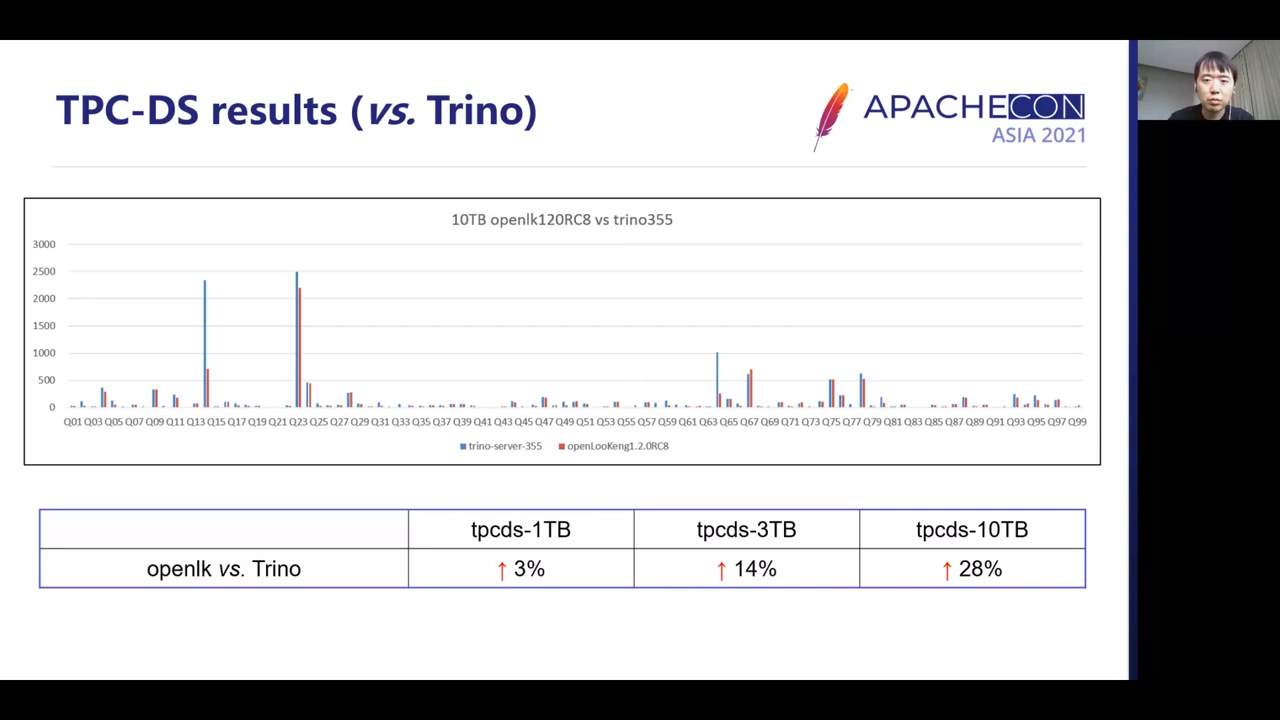 TPC-DS results (vs. Trino)
APACHECON
ASIA 2021
10TB openlk120RC8 vs trino355
3000
2500
2000
1500
1000
500
0
Q01 Q03 Q05 Q07 Q09 Q11 Q13 Q15 Q17 Q19 Q21 Q23 Q25 Q27 Q29 Q31 Q33 Q35 Q37 Q39 Q41 Q43 Q45 Q47 Q49 Q51 Q53 Q55 Q57 Q59 Q61 Q63 Q65 Q67 Q69 Q71 Q73 Q75 Q77 Q79 Q81 Q83 Q85 Q87 Q89 Q91 Q93 Q95 Q97 Q99
trino-server-355 openLooKeng1.2.0RC8
tpcds-1TB tpcds-3TB tpcds-10TB
openlk vs. Trino ↑ 3% ↑ 14% ↑ 28%